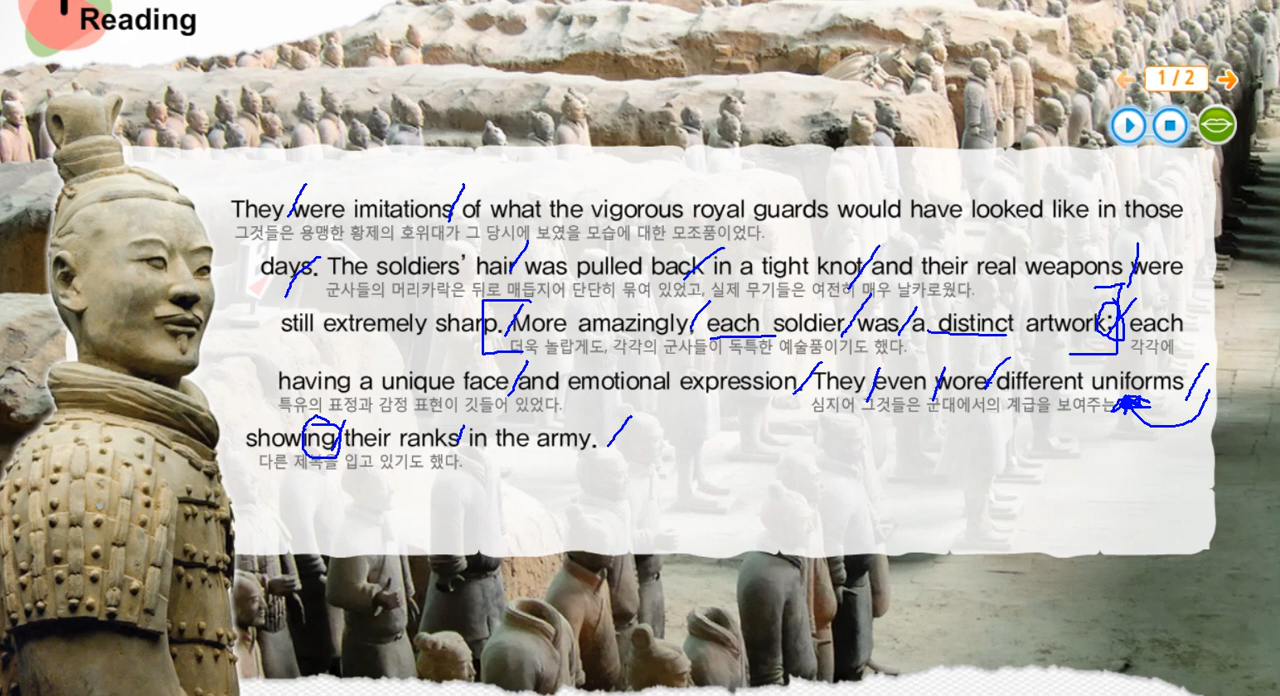 Reading
1 / 2
They were imitations of what the vigorous royal guards would have looked like in those
그것들은 용맹한 황제의 호위대가 그 당시에 보였을 모습에 대한 모조품이었다.
days. The soldiers' hair was pulled back in a tight knot and their real weapons were
군사들의 머리카락은 뒤로 매듭지어 단단히 묶여 있었고, 실제 무기들은 여전히 매우 날카로웠다.
still extremely sharp. More amazingly, each soldier was a distinct artwork; each
더욱 놀랍게도, 각각의 군사들이 독특한 예술품이기도 했다. 각각에
having a unique face and emotional expression. They even wore different uniforms
특유의 표정과 감정 표현이 깃들어 있었다. 심지어 그것들은 군대에서의 계급을 보여주는
showing their ranks in the army.
다른 제복을 입고 있기도 했다.